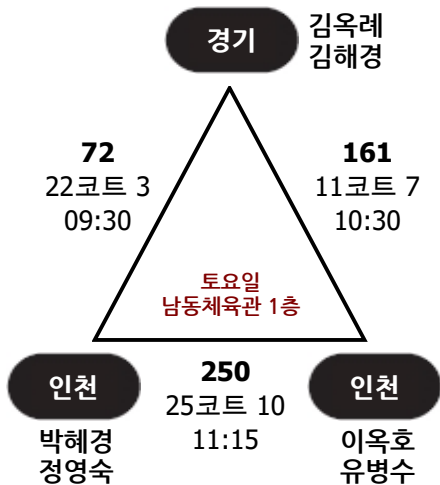 경기
김옥례
김해경
72
22코트 3
09:30
161
11코트 7
10:30
토요일
남동체육관 1층
인천
박혜경
정영숙
250
25코트 10
11:15
인천
이옥호
유병수